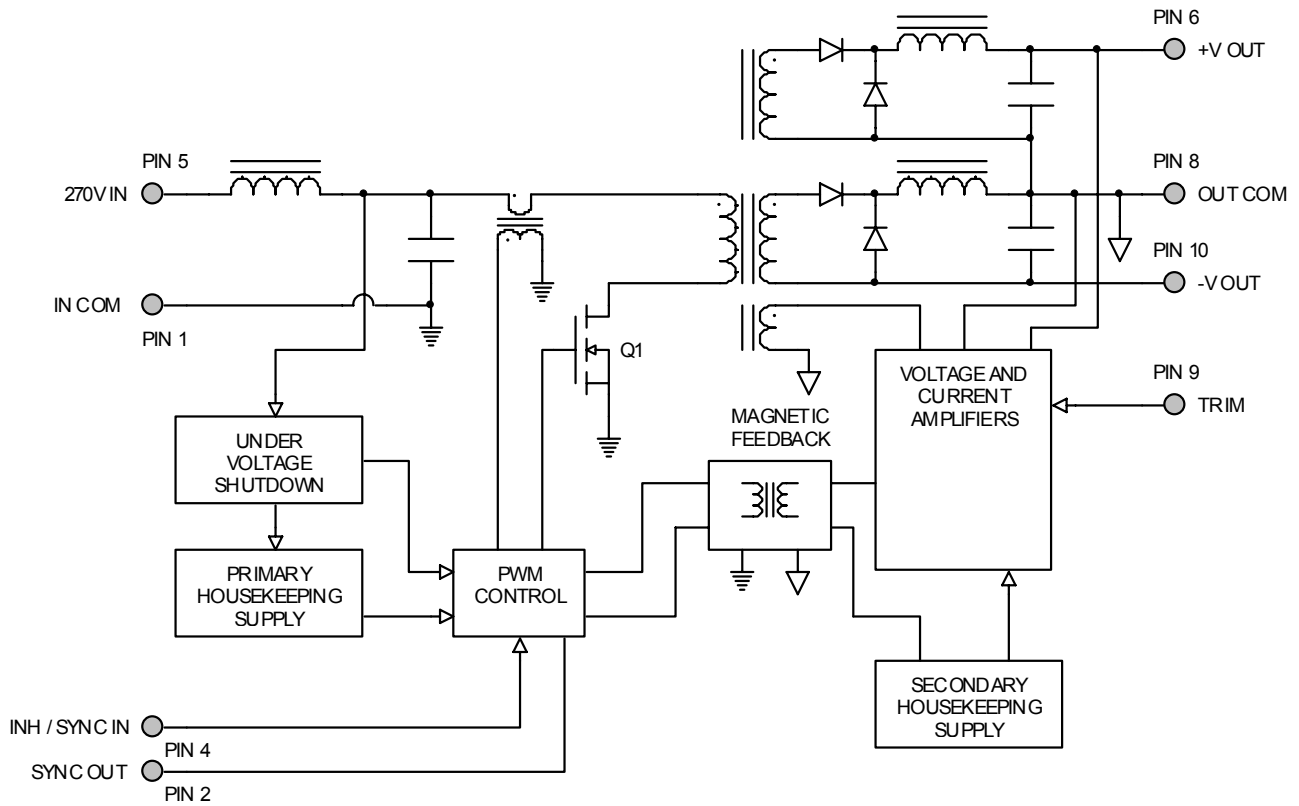 PIN 6
+V OUT
PIN 5
270V IN
PIN 8
OUT COM
PIN 10
-V OUT
IN COM
PIN 1
Q1
VOLTAGE AND
CURRENT
AMPLIFIERS
PIN 9
TRIM
MAGNETIC
FEEDBACK
UNDER
VOLTAGE
SHUTDOWN
PRIMARY
HOUSEKEEPING
SUPPLY
PWM
CONTROL
SECONDARY
HOUSEKEEPING
SUPPLY
INH / SYNC IN
PIN 4
SYNC OUT
PIN 2